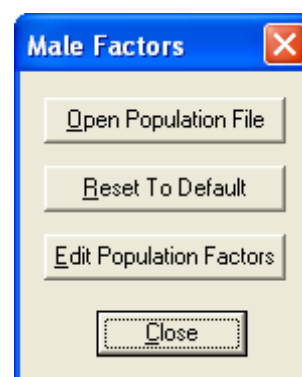 Male Factors
Open Population File
Reset To Default
Edit Population Factors
Close